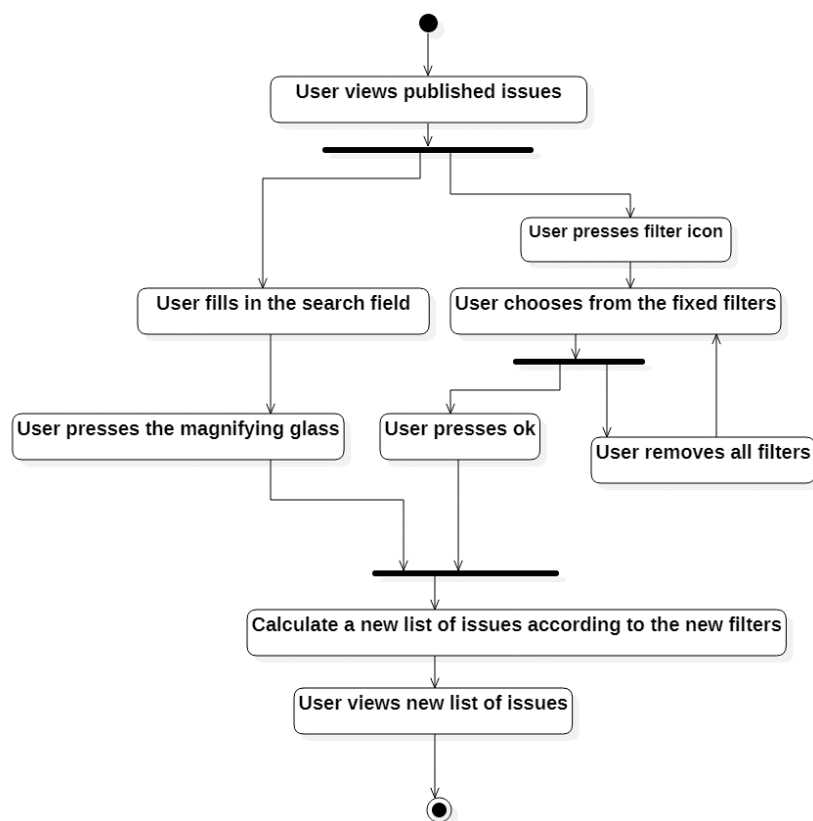 User views published issues
User presses filter icon
User fills in the search field
User chooses from the fixed filters
User presses the magnifying glass
User presses ok
User removes all filters
Calculate a new list of issues according to the new filters
User views new list of issues